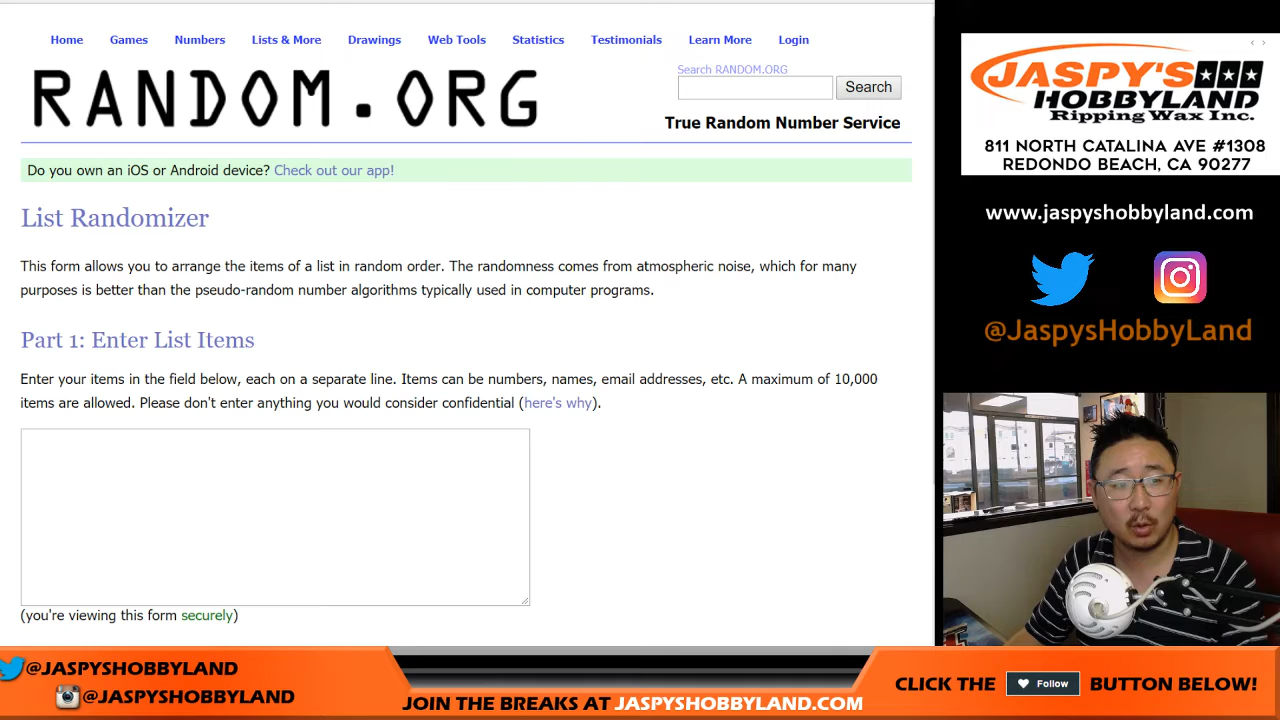 Home Games Numbers Lists & More Drawings Web Tools Statistics Testimonials Learn More Login
RANDOM.ORG
Search RANDOM.ORG
Search
True Random Number Service
Do you own an iOS or Android device? Check out our app!
List Randomizer
This form allows you to arrange the items of a list in random order. The randomness comes from atmospheric noise, which for many
purposes is better than the pseudo-random number algorithms typically used in computer programs.
Part 1: Enter List Items
Enter your items in the field below, each on a separate line. Items can be numbers, names, email addresses, etc. A maximum of 10,000
items are allowed. Please don't enter anything you would consider confidential (here's why).
(you're viewing this form securely)
JASPY'S
HOBBYLAND
Ripping Wax Inc.
811 NORTH CATALINA AVE #1308
REDONDO BEACH, CA 90277
www.jaspyshobbyland.com
@JaspysHobbyLand
@JASPYSHOBBYLAND
@JASPYSHOBBYLAND
JOIN THE BREAKS AT JASPYSHOBBYLAND.COM
CLICK THE Follow BUTTON BELOW!